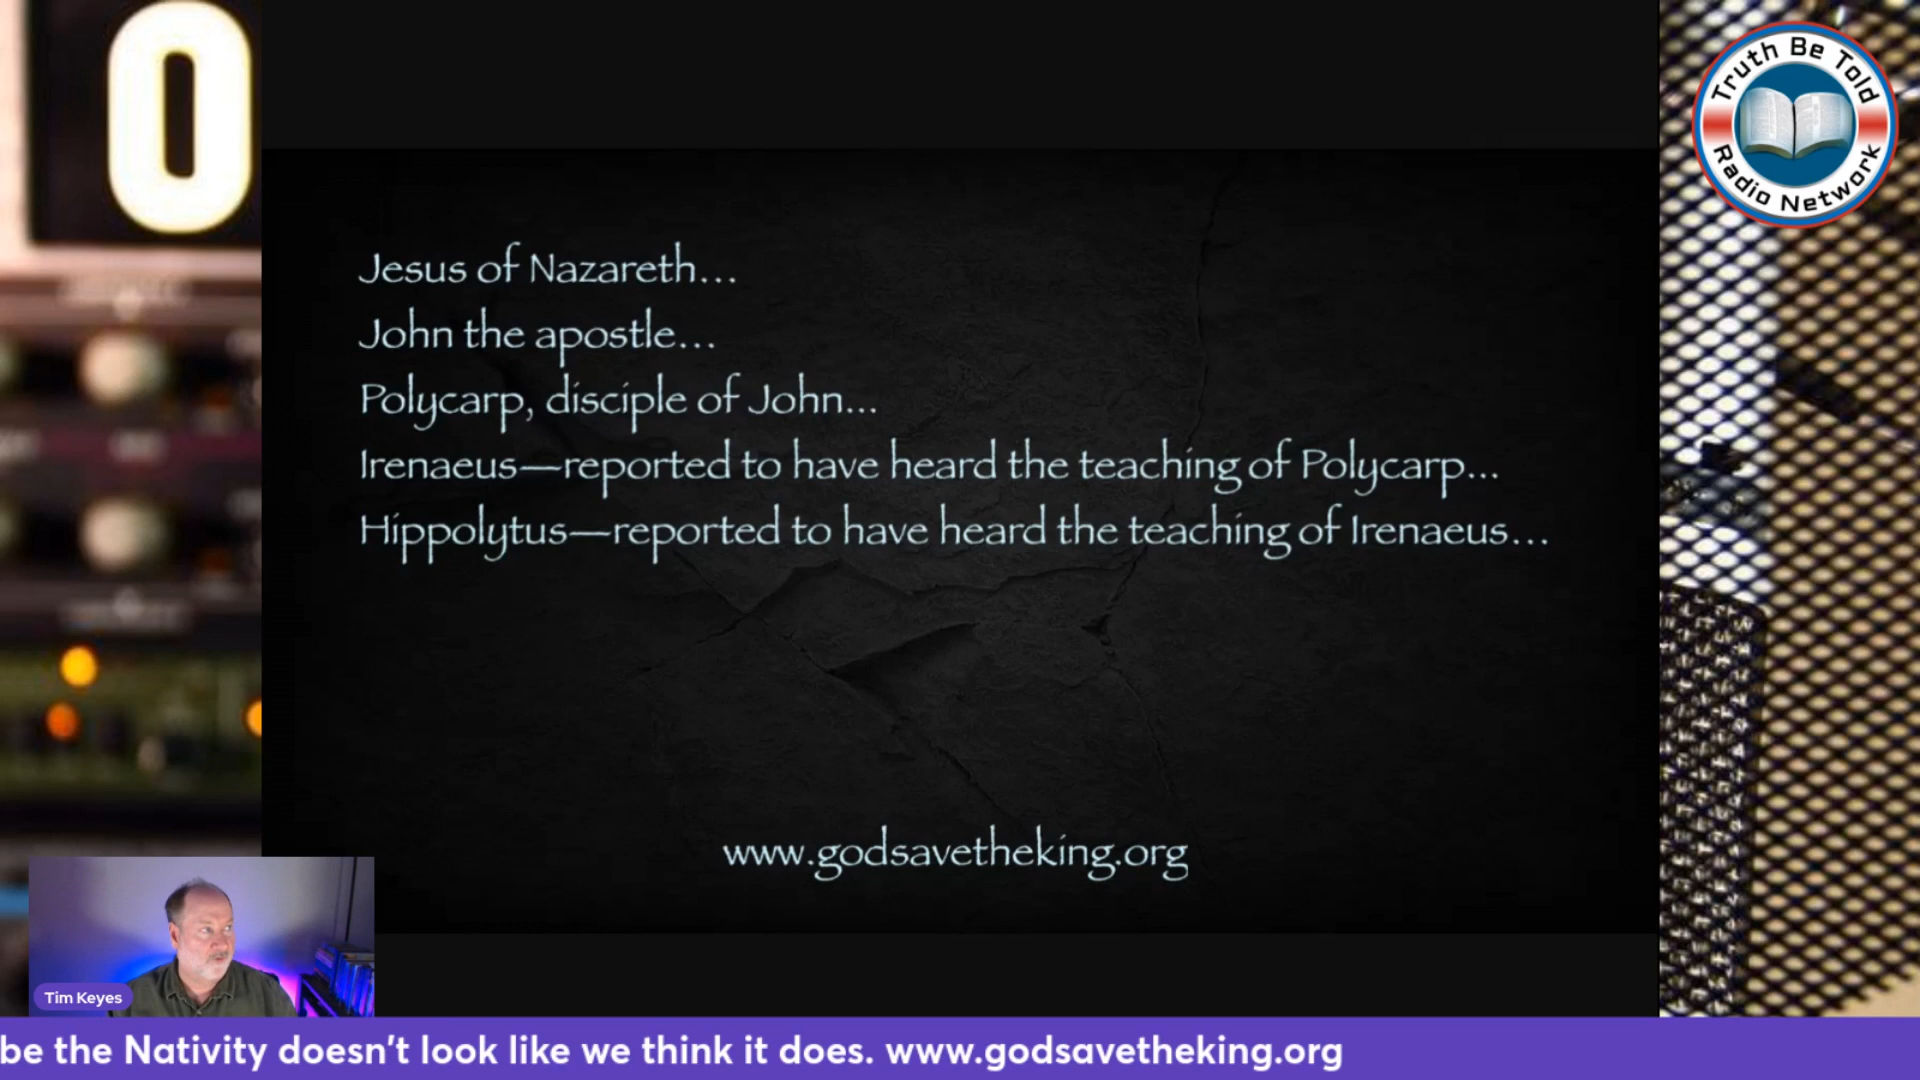 0
Truth Be Told
Radio Network
Jesus of Nazareth...
John the apostle...
Polycarp, disciple of John...
Irenaeus—reported to have heard the teaching of Polycarp...
Hippolytus—reported to have heard the teaching of Irenaeus...
www.godsavetheking.org
Tim Keyes
be the Nativity doesn't look like we think it does. www.godsavetheking.org